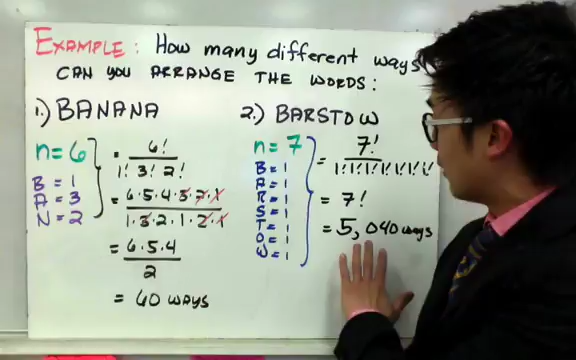 EXAMPLE: How many different ways
CAN YOU ARRANGE THE WORDS:
1.) BANANA
n=6
B=1
A=3
N=2
= 6!
1! 3! 2!
= 6·5·4·3·2·1
1·3·2·1·2·1
= 6·5·4
2
= 60 WAYS
2.) BARSTOW
n=7
B=1
A=1
R=1
S=1
T=1
O=1
W=1
= 7!
1!1!1!1!1!1!1!
= 7!
= 5,040 ways